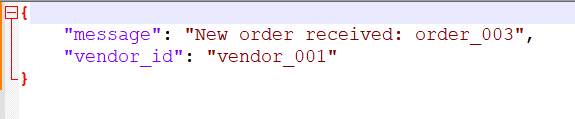 {
"message": "New order received: order_003",
"vendor_id": "vendor_001"
}